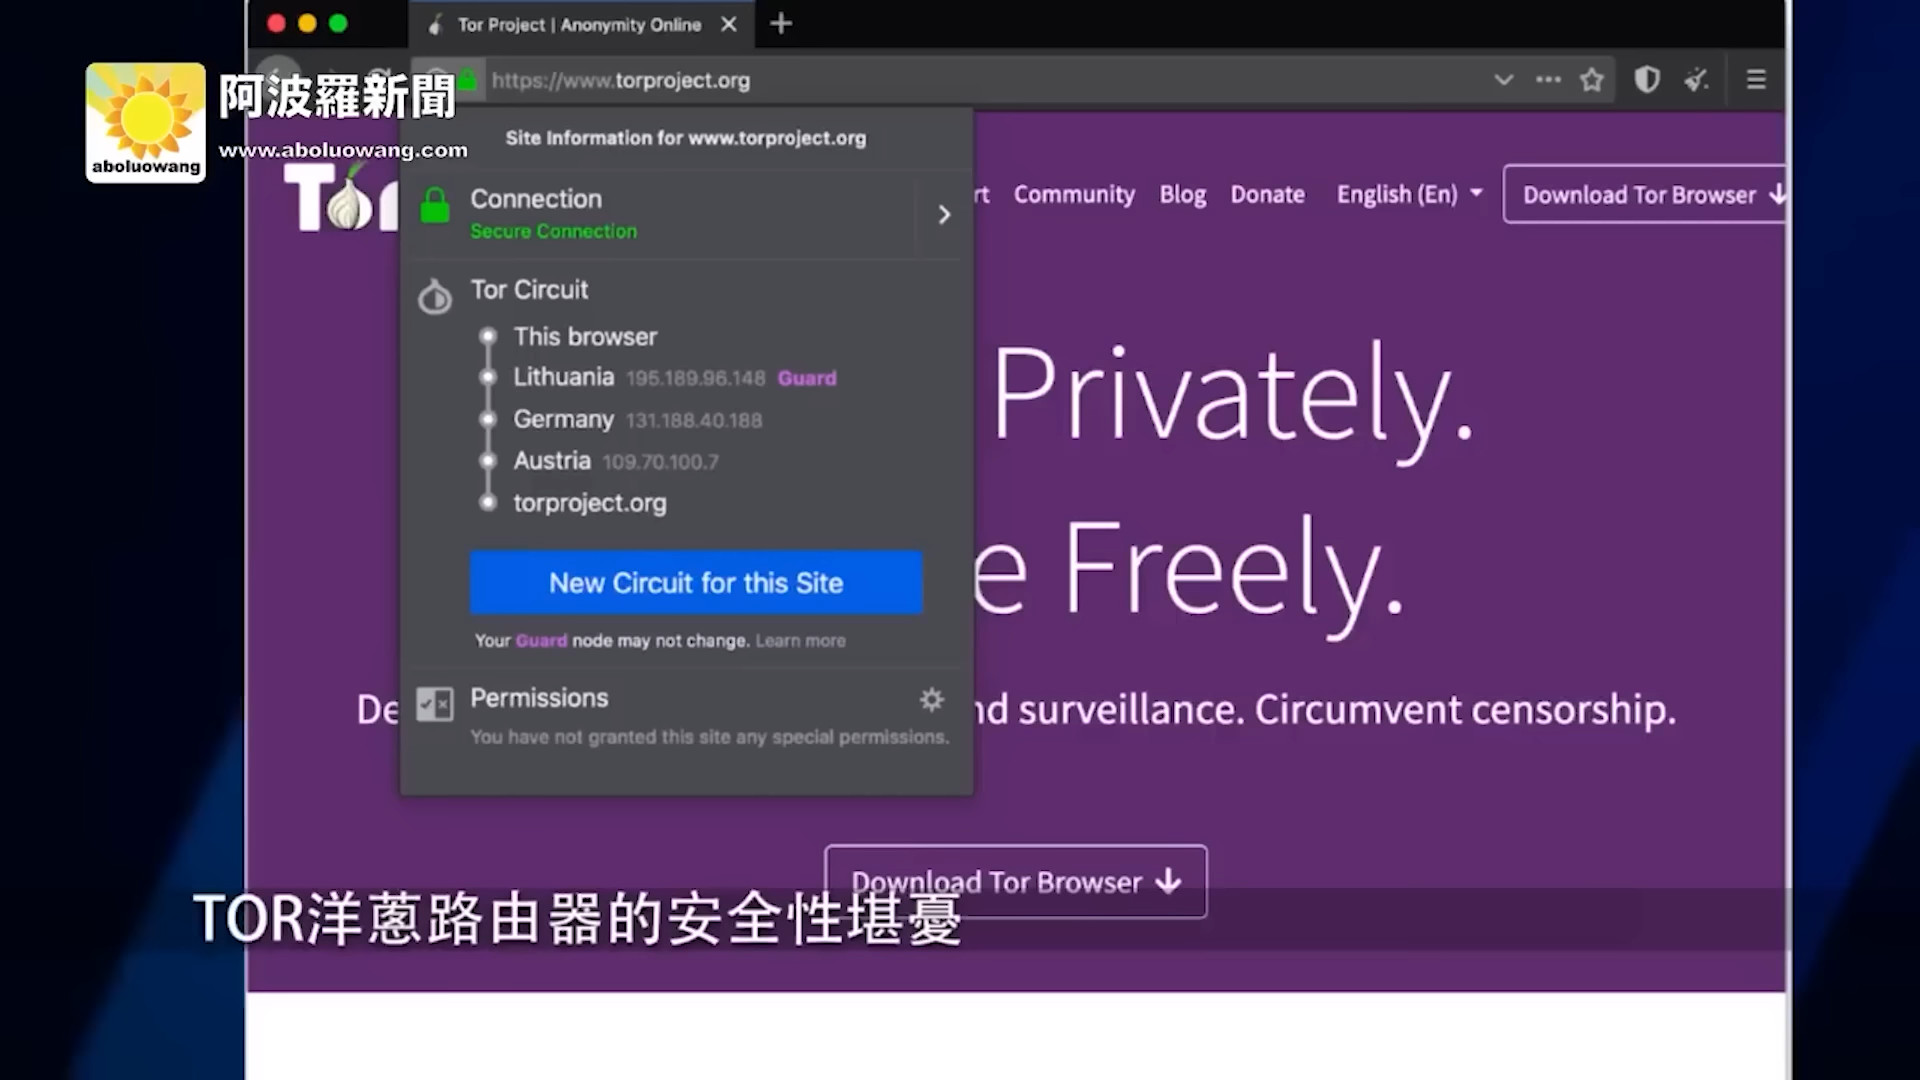 Tor Project | Anonymity Online
https://www.torproject.org
阿波羅新聞
www.aboluowang.com
aboluowang
Site Information for www.torproject.org
Connection
Secure Connection
Community Blog Donate English (En) Download Tor Browser
Tor Circuit
This browser
Lithuania 195.189.96.148 Guard
Germany 131.188.40.188
Austria 109.70.100.7
torproject.org
Privately.
Freely.
New Circuit for this Site
Your Guard node may not change. Learn more
Permissions
You have not granted this site any special permissions.
surveillance. Circumvent censorship.
Download Tor Browser
TOR洋蔥路由器的安全性堪憂